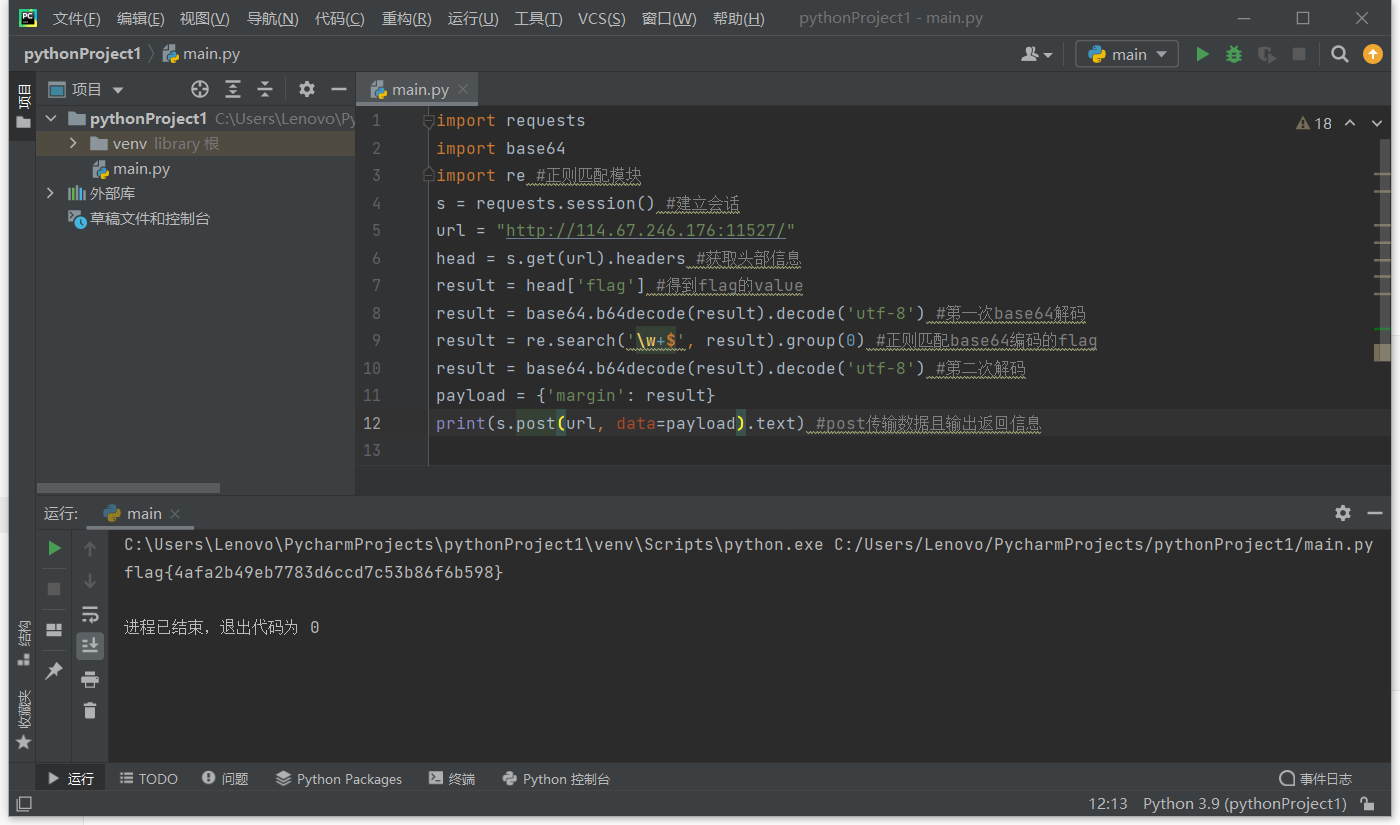 文件(F) 编辑(E) 视图(V) 导航(N) 代码(C) 重构(R) 运行(U) 工具(T) VCS(S) 窗口(W) 帮助(H) pythonProject1 - main.py
pythonProject1 main.py main
项目 main.py
项目
pythonProject1 C:\Users\Lenovo\Py
venv library 根
main.py
外部库
草稿文件和控制台
18
1 import requests
2 import base64
3 import re #正则匹配模块
4 s = requests.session() #建立会话
5 url = "http://114.67.246.176:11527/"
6 head = s.get(url).headers #获取头部信息
7 result = head['flag'] #得到flag的value
8 result = base64.b64decode(result).decode('utf-8') #第一次base64解码
9 result = re.search('\w+$', result).group(0) #正则匹配base64编码的flag
10 result = base64.b64decode(result).decode('utf-8') #第二次解码
11 payload = {'margin': result}
12 print(s.post(url, data=payload).text) #post传输数据且输出返回信息
13
运行: main
C:\Users\Lenovo\PycharmProjects\pythonProject1\venv\Scripts\python.exe C:/Users/Lenovo/PycharmProjects/pythonProject1/main.py
flag{4afa2b49eb7783d6ccd7c53b86f6b598}
进程已结束，退出代码为 0
结构
收藏夹
运行 TODO 问题 Python Packages 终端 Python 控制台 事件日志
12:13 Python 3.9 (pythonProject1)